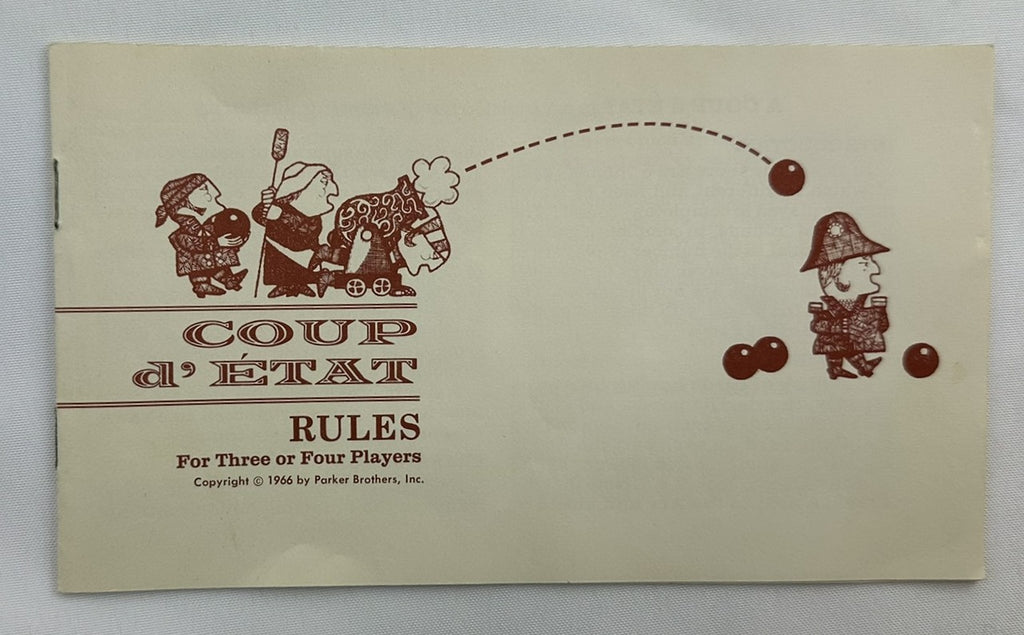 COUP
d' ÉTAT
RULES
For Three or Four Players
Copyright © 1966 by Parker Brothers, Inc.